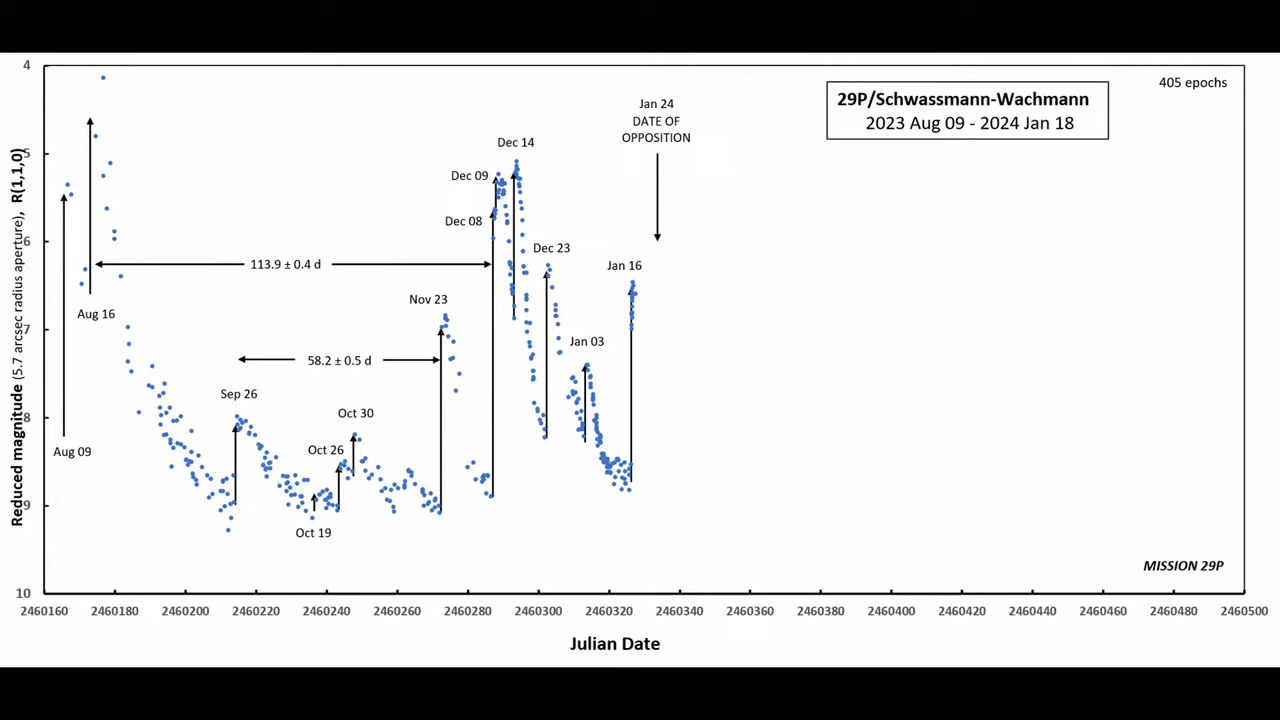 405 epochs
29P/Schwassmann-Wachmann
2023 Aug 09 - 2024 Jan 18
Jan 24
DATE OF
OPPOSITION
Dec 14
Dec 09
Dec 08
Dec 23
113.9 ± 0.4 d
Jan 16
Nov 23
Aug 16
Jan 03
58.2 ± 0.5 d
Sep 26
Oct 30
Oct 26
Aug 09
Oct 19
MISSION 29P
Reduced magnitude (5.7 arcsec radius aperture), R(1,1,0)
4
5
6
7
8
9
10
2460160 2460180 2460200 2460220 2460240 2460260 2460280 2460300 2460320 2460340 2460360 2460380 2460400 2460420 2460440 2460460 2460480 2460500
Julian Date